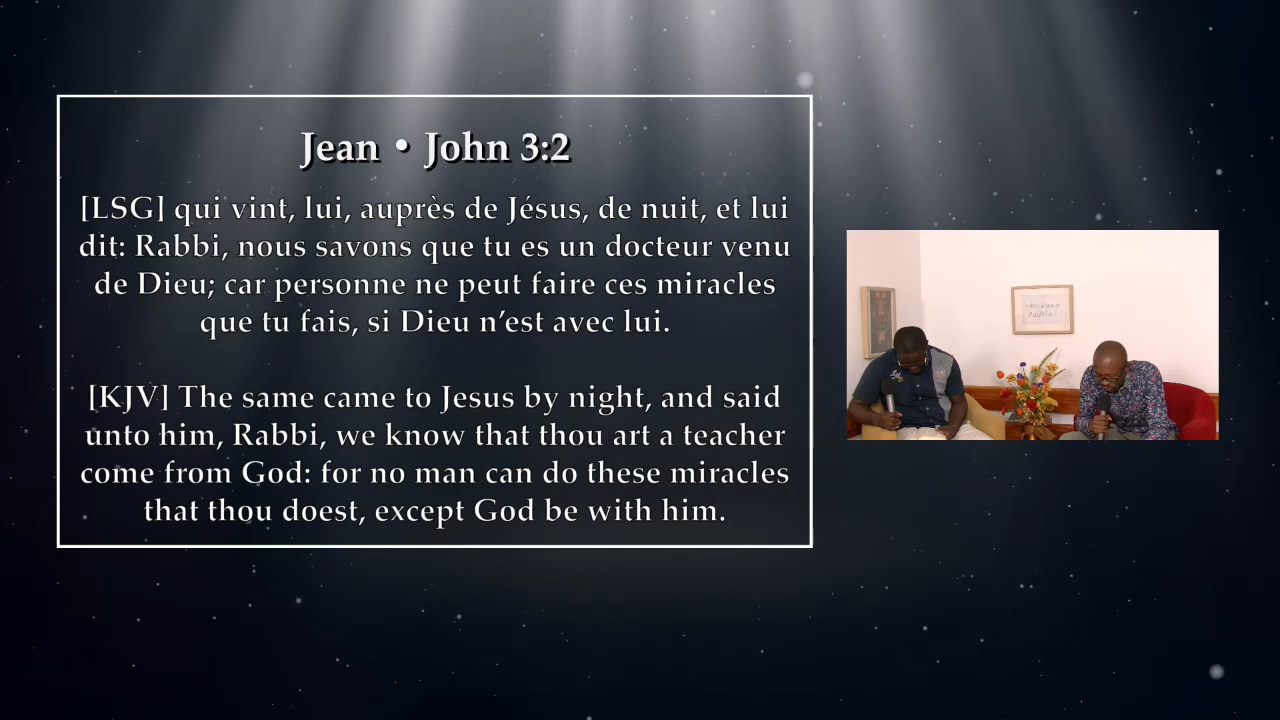 Jean • John 3:2
[LSG] qui vint, lui, auprès de Jésus, de nuit, et lui
dit: Rabbi, nous savons que tu es un docteur venu
de Dieu; car personne ne peut faire ces miracles
que tu fais, si Dieu n’est avec lui.
[KJV] The same came to Jesus by night, and said
unto him, Rabbi, we know that thou art a teacher
come from God: for no man can do these miracles
that thou doest, except God be with him.